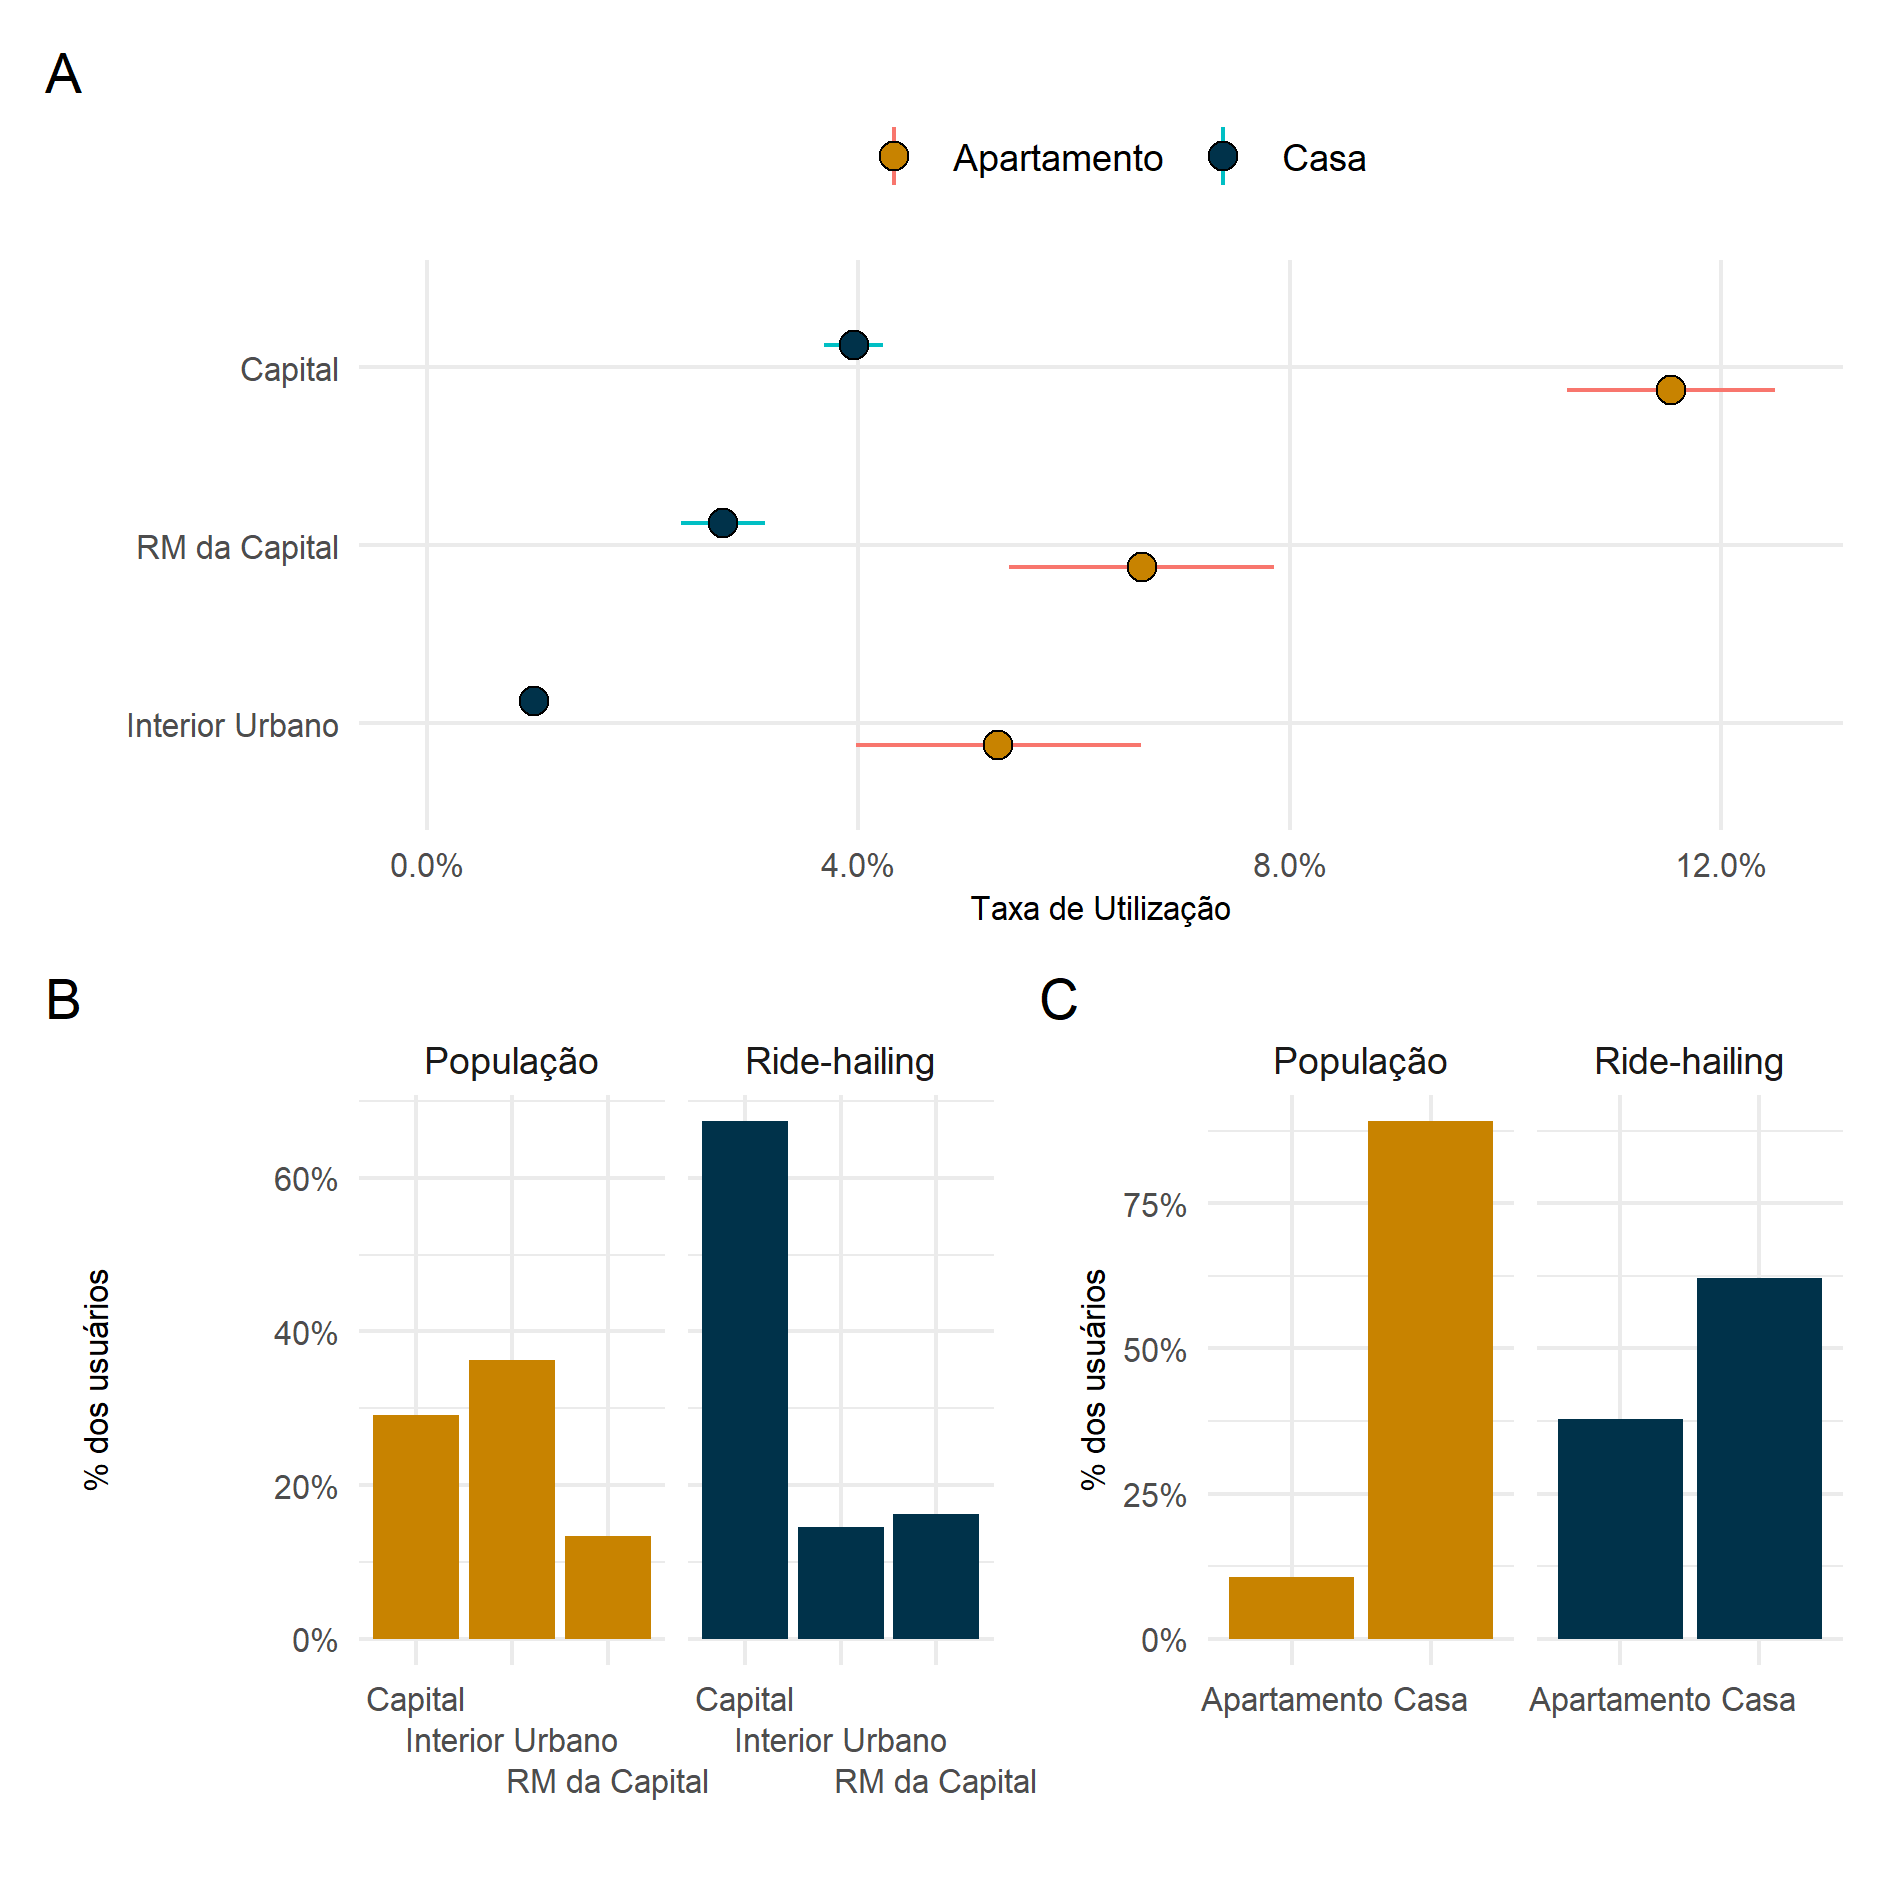 A
Apartamento Casa
Capital
RM da Capital
Interior Urbano
0.0% 4.0% 8.0% 12.0%
Taxa de Utilização
B
População Ride-hailing
60%
40%
20%
0%
% dos usuários
Capital Capital
Interior Urbano Interior Urbano
RM da Capital RM da Capital
C
População Ride-hailing
75%
50%
25%
0%
% dos usuários
Apartamento Casa Apartamento Casa